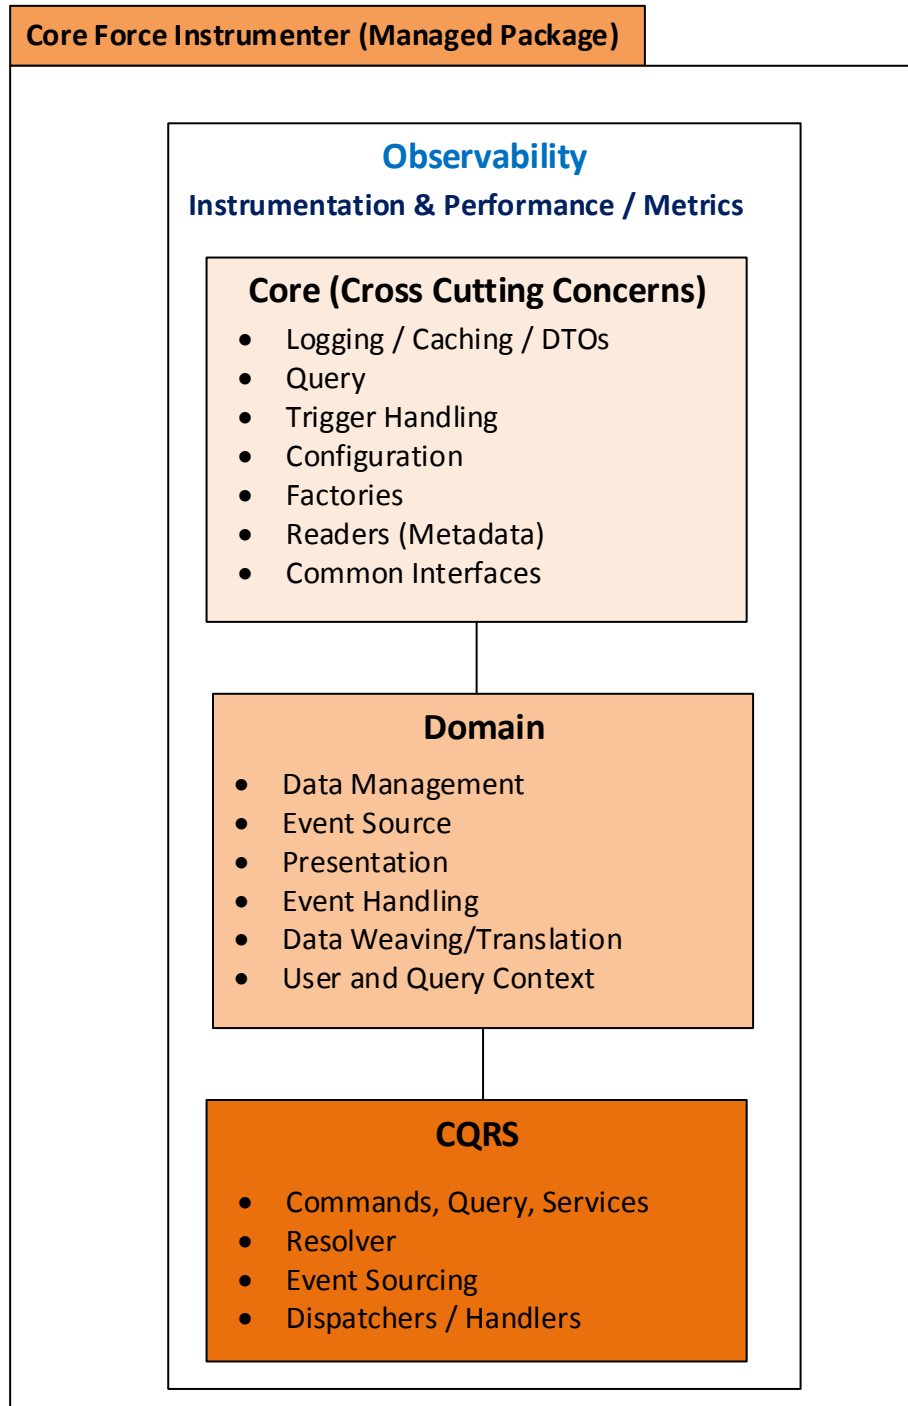 Core Force Instrumenter (Managed Package)
Observability
Instrumentation & Performance / Metrics
Core (Cross Cutting Concerns)
• Logging / Caching / DTOs
• Query
• Trigger Handling
• Configuration
• Factories
• Readers (Metadata)
• Common Interfaces
Domain
• Data Management
• Event Source
• Presentation
• Event Handling
• Data Weaving/Translation
• User and Query Context
CQRS
• Commands, Query, Services
• Resolver
• Event Sourcing
• Dispatchers / Handlers